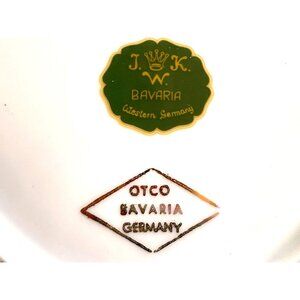 J. K.
W.
BAVARIA
Western Germany
OTCO
BAVARIA
GERMANY